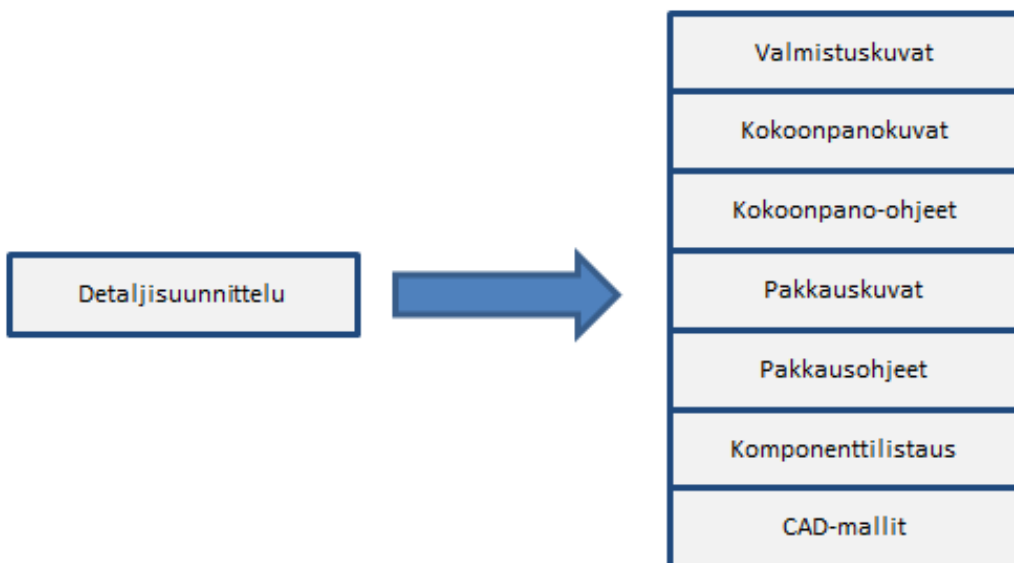 Detaljisuunnittelu
Valmistuskuvat
Kokoonpanokuvat
Kokoonpano-ohjeet
Pakkauskuvat
Pakkausohjeet
Komponenttilistaus
CAD-mallit